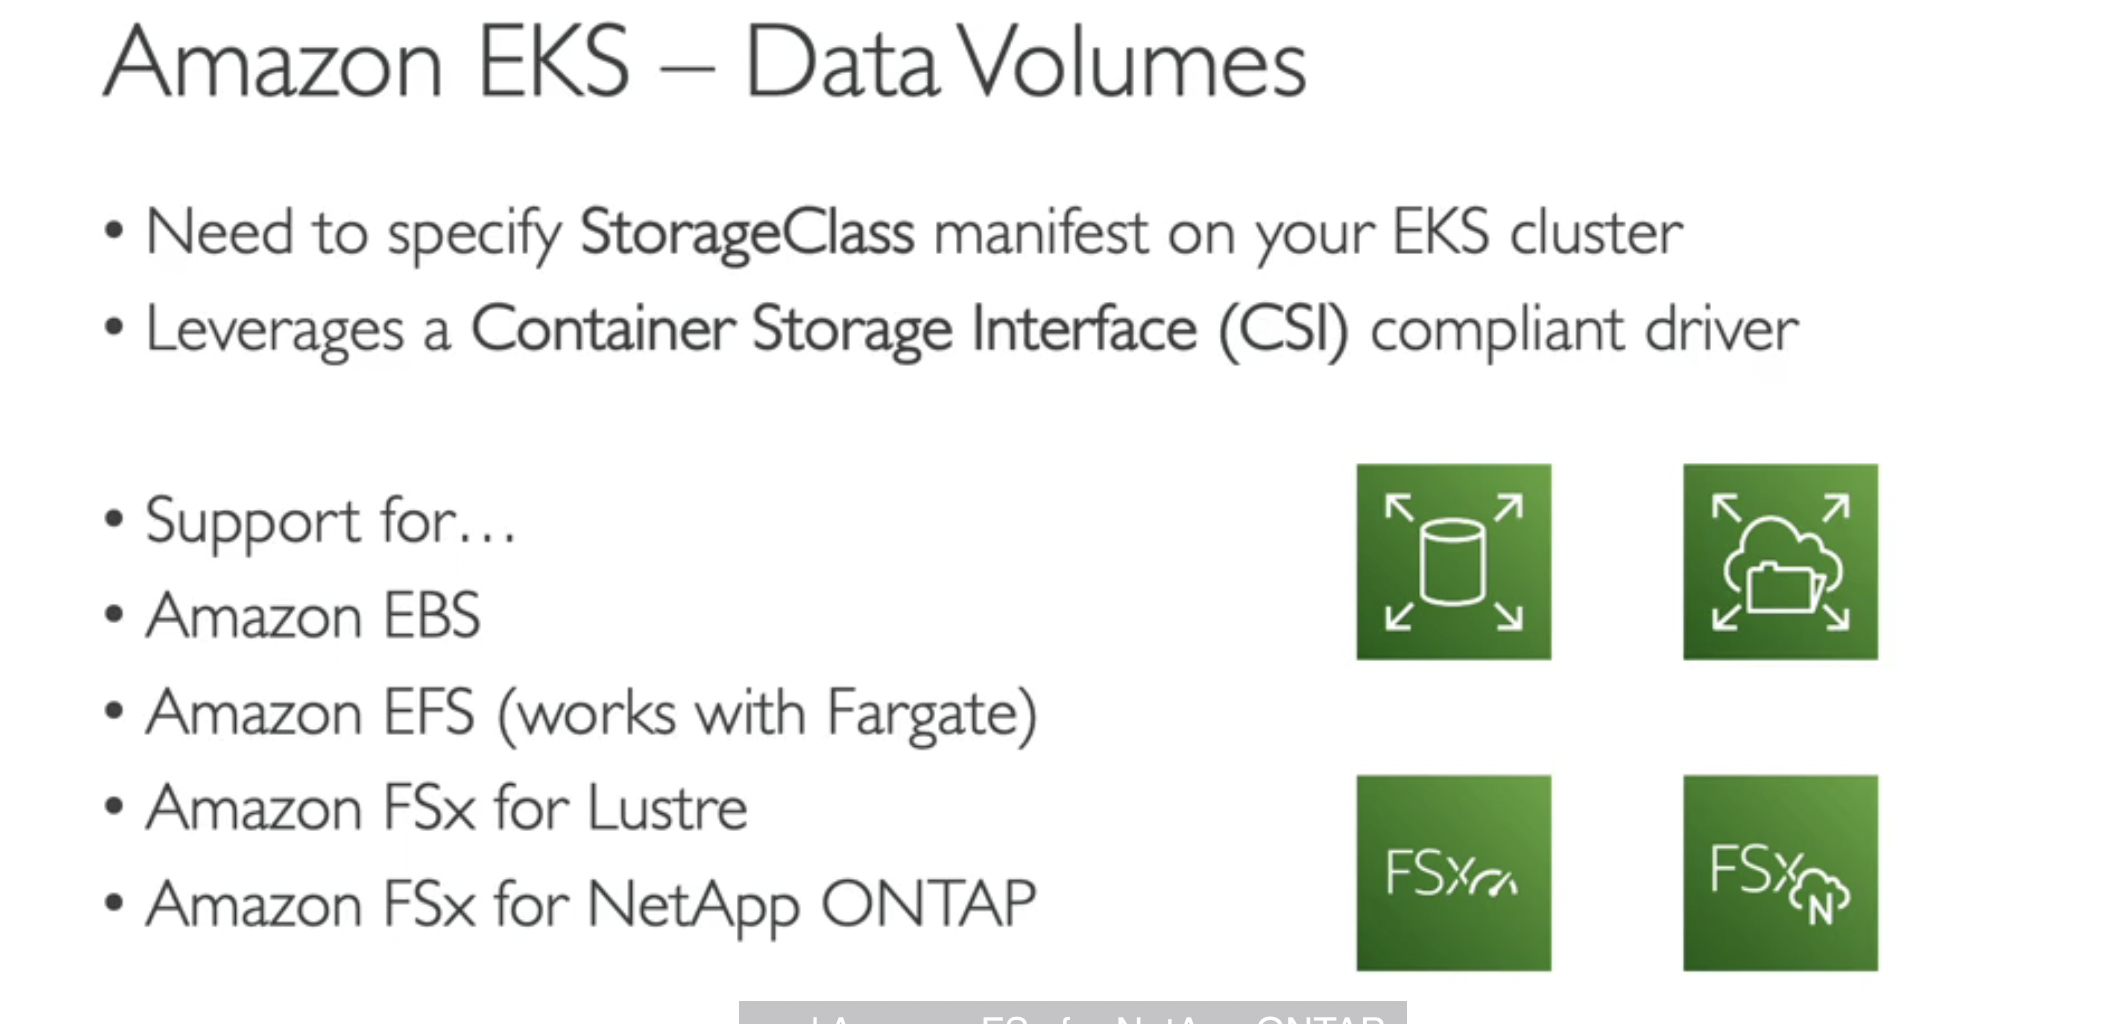 Amazon EKS – Data Volumes
• Need to specify StorageClass manifest on your EKS cluster
• Leverages a Container Storage Interface (CSI) compliant driver
• Support for…
• Amazon EBS
• Amazon EFS (works with Fargate)
• Amazon FSx for Lustre
• Amazon FSx for NetApp ONTAP
FSx
FSx N